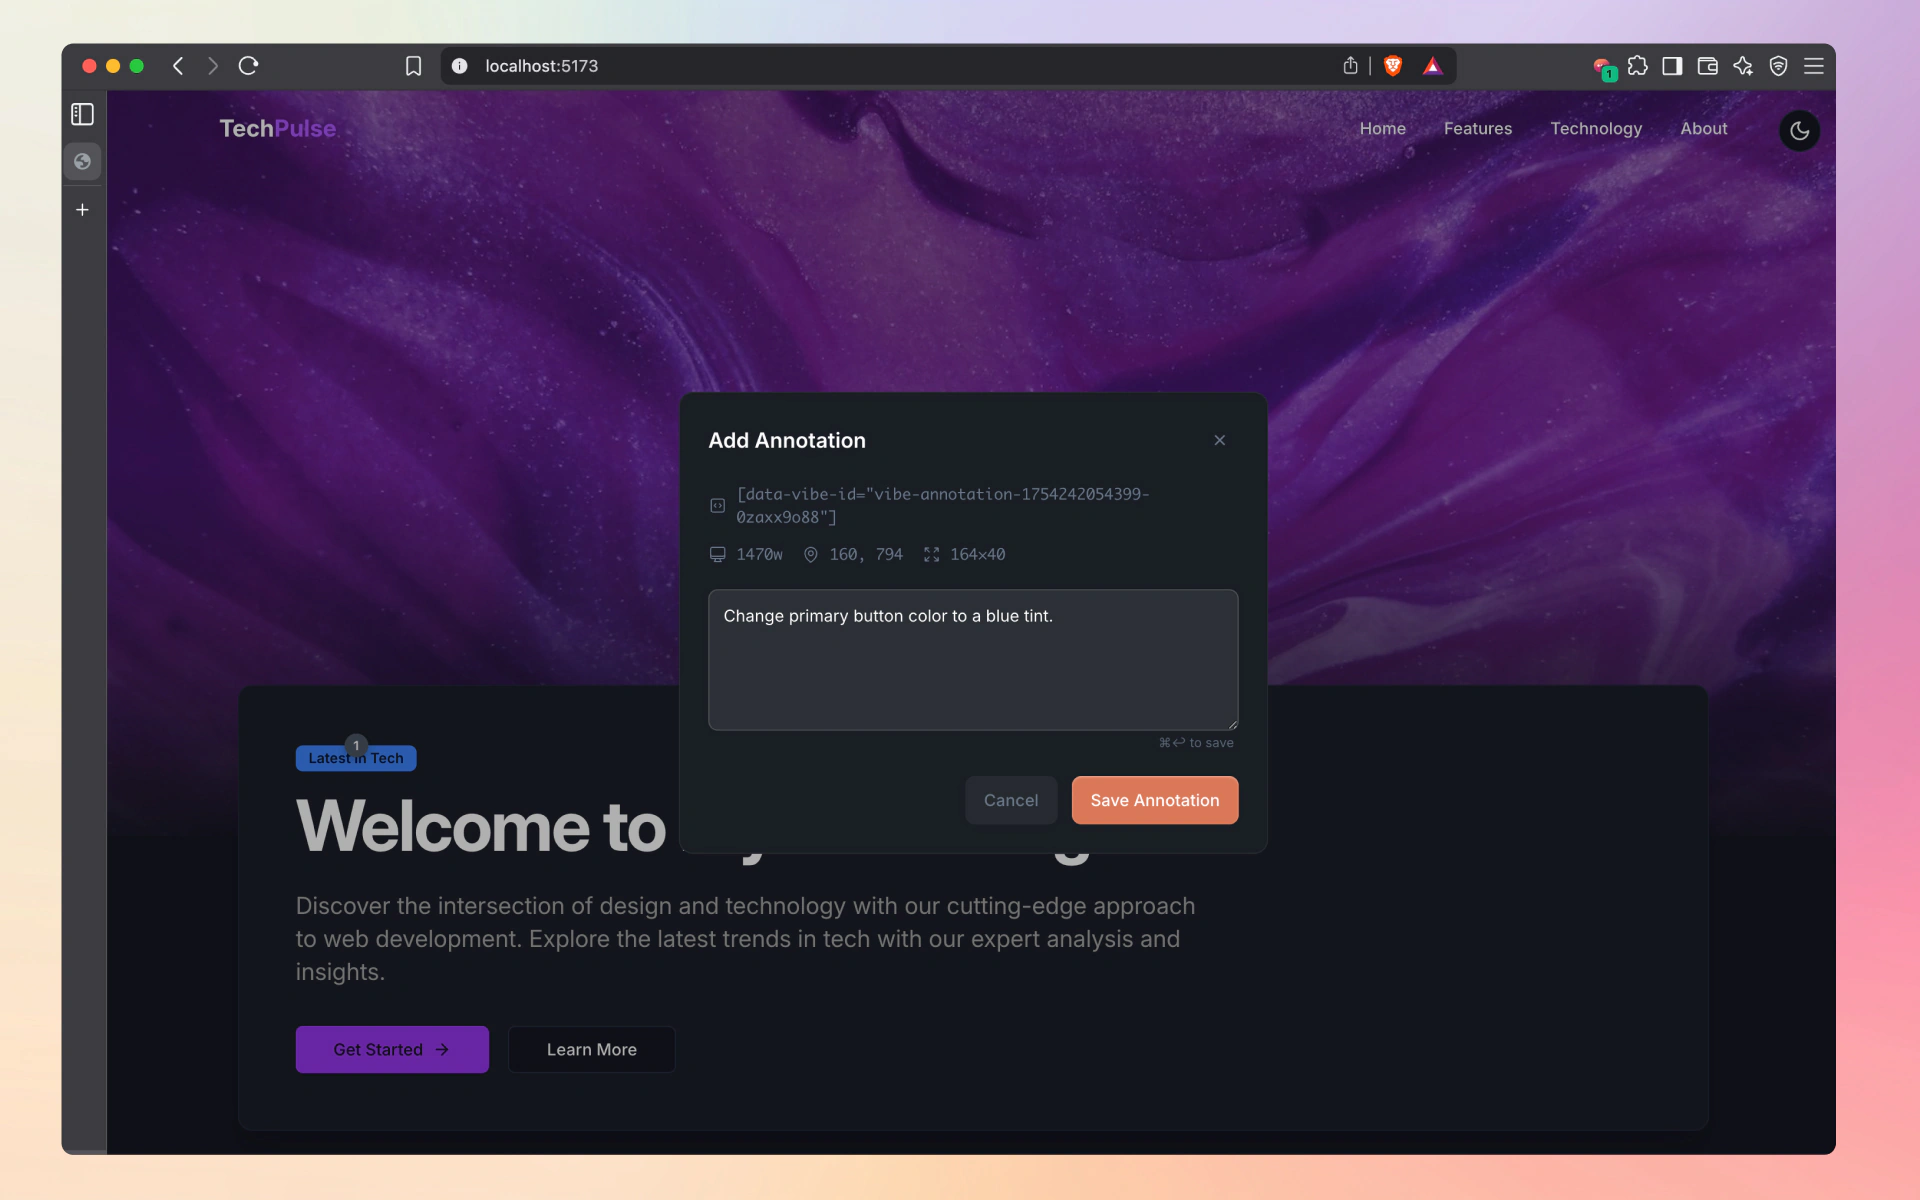 localhost:5173
1
TechPulse
Home Features Technology About
Add Annotation
[data-vibe-id="vibe-annotation-1754242054399-
0zaxx9o88"]
1470w 160, 794 164×40
Change primary button color to a blue tint.
⌘↩ to save
Cancel Save Annotation
1
Latest in Tech
Welcome to
Discover the intersection of design and technology with our cutting-edge approach
to web development. Explore the latest trends in tech with our expert analysis and
insights.
Get Started → Learn More